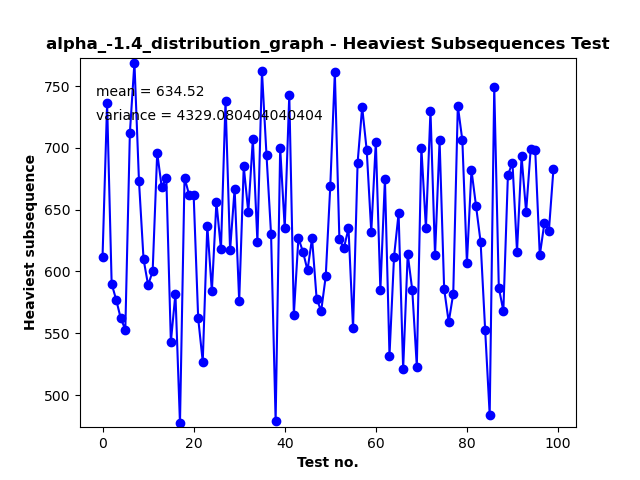 alpha_-1.4_distribution_graph - Heaviest Subsequences Test
mean = 634.52
variance = 4329.080404040404
Heaviest subsequence
750
700
650
600
550
500
0 20 40 60 80 100
Test no.